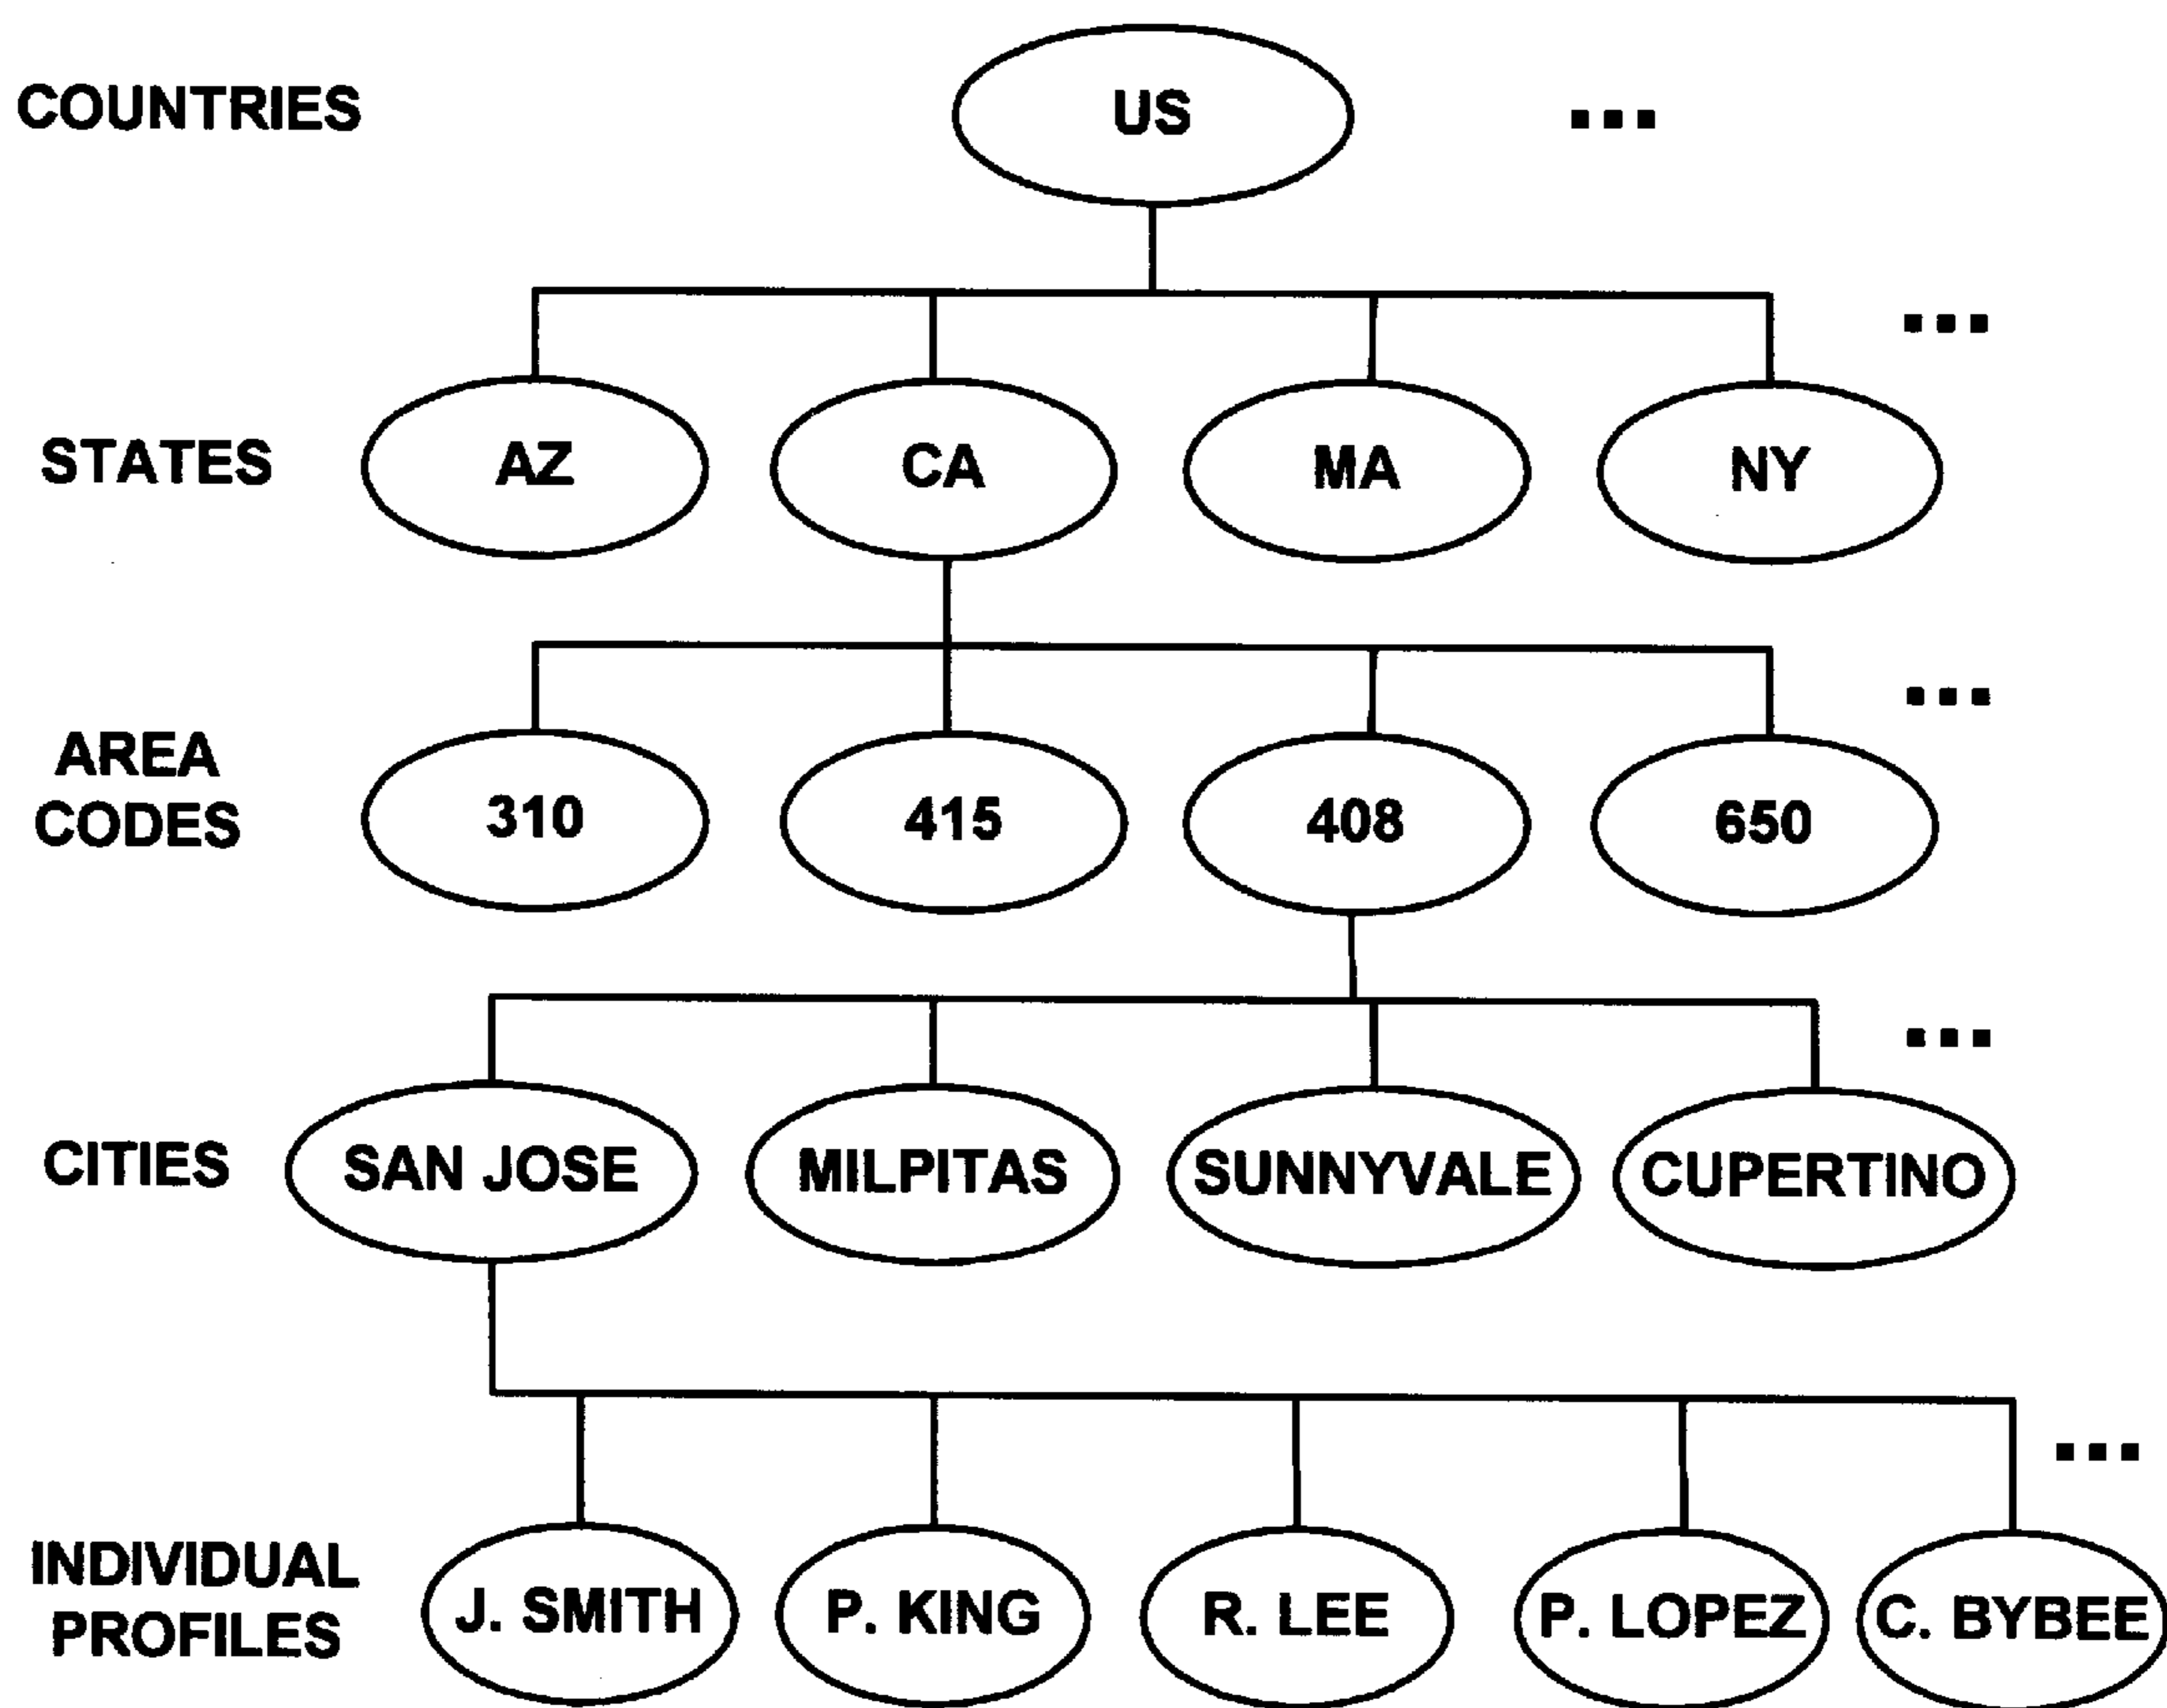 COUNTRIES
US
...
...
STATES
AZ
CA
MA
NY
...
AREA
CODES
310
415
408
650
...
CITIES
SAN JOSE
MILPITAS
SUNNYVALE
CUPERTINO
...
INDIVIDUAL
PROFILES
J. SMITH
P. KING
R. LEE
P. LOPEZ
C. BYBEE